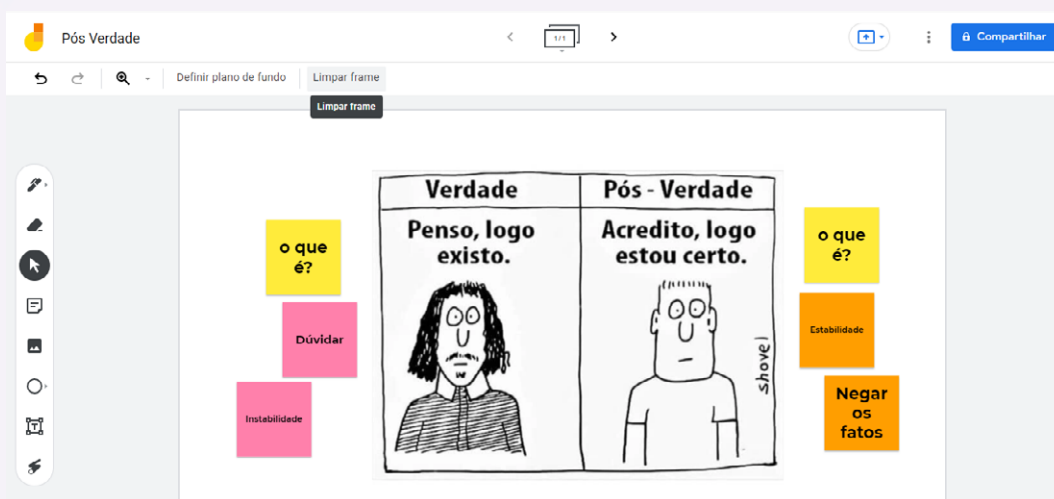 Pós Verdade
1/1
Compartilhar
Definir plano de fundo
Limpar frame
Limpar frame
Verdade
Pós - Verdade
Penso, logo
existo.
Acredito, logo
estou certo.
shovel
o que
é?
Dúvidar
Instabilidade
o que
é?
Estabilidade
Negar
os
fatos